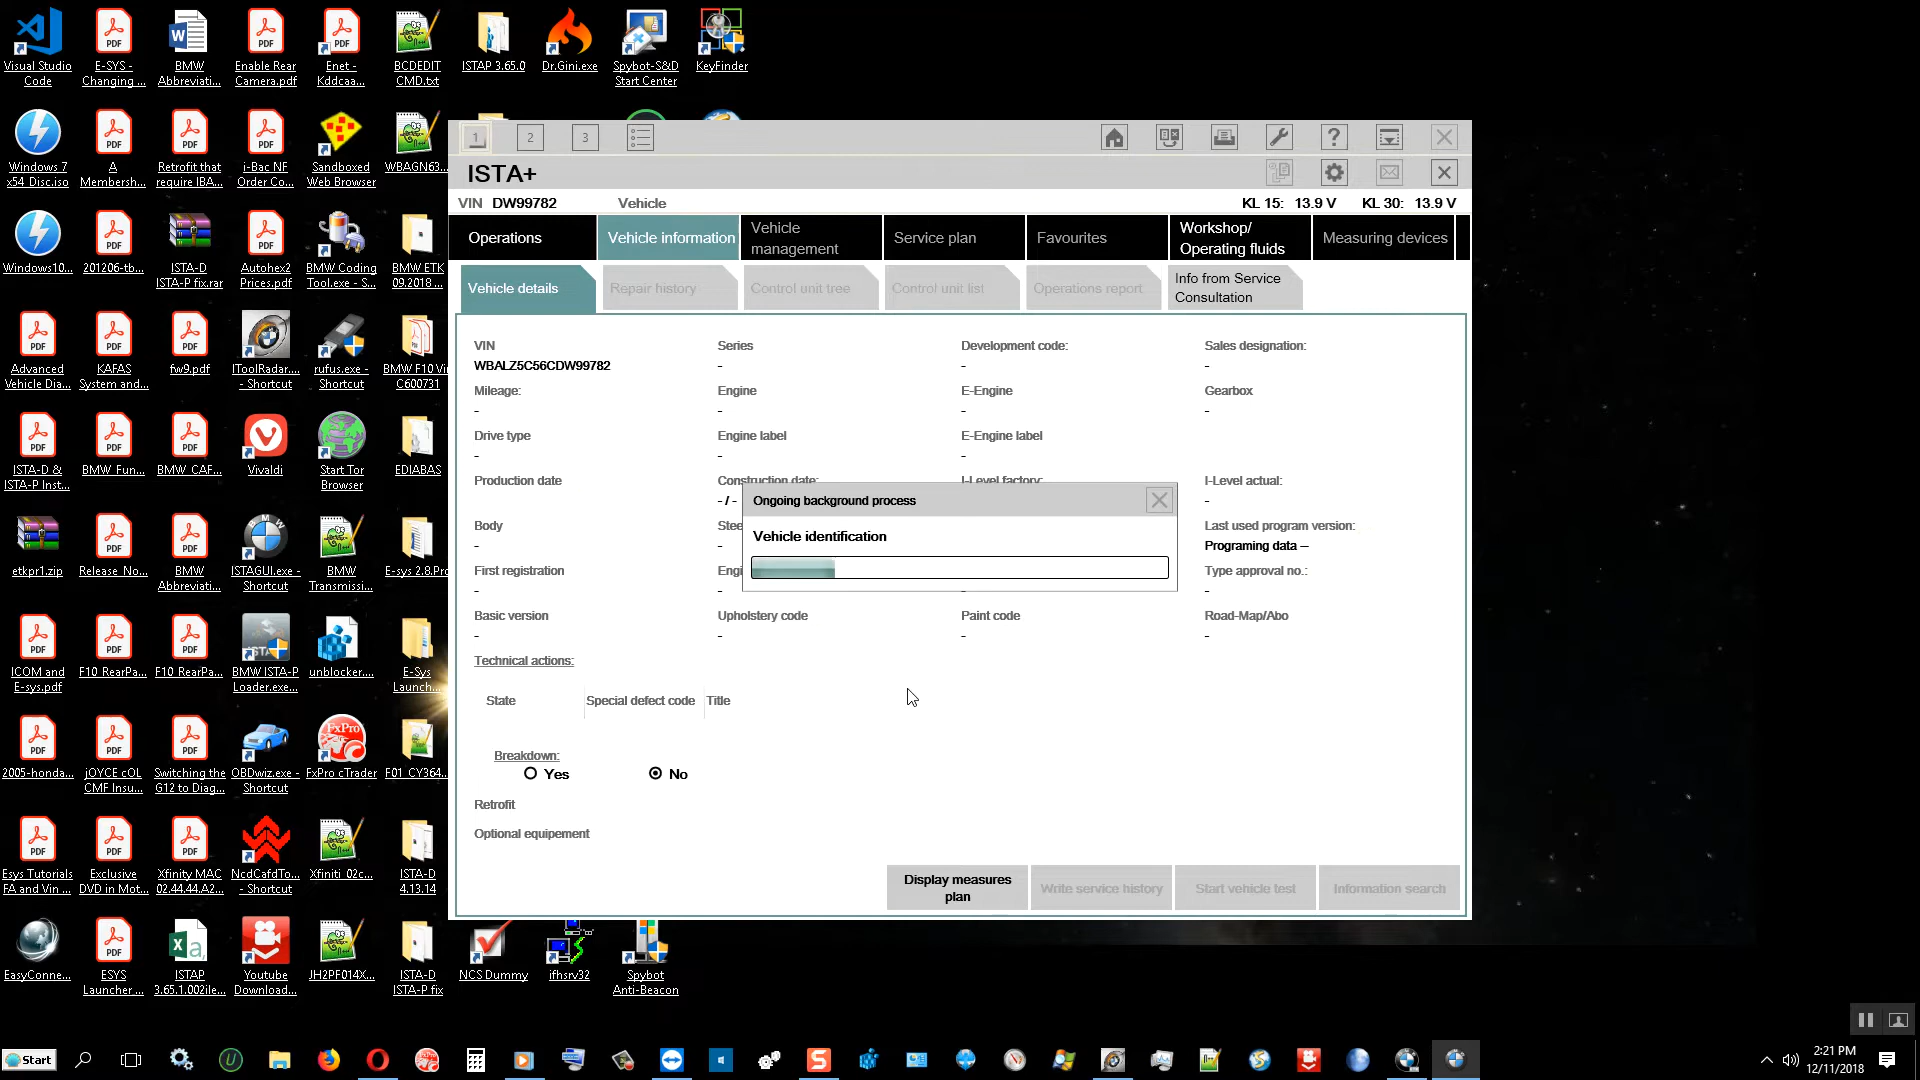 Visual Studio
Code
E-SYS -
Changing ...
BMW
Abbreviati...
Enable Rear
Camera.pdf
Enet -
Kddcaa...
BCDEDIT
CMD.txt
ISTAP 3.65.0
Dr.Gini.exe
Spybot-S&D
Start Center
KeyFinder
Windows 7
x54 Disc.iso
A
Membersh...
Retrofit that
require IBA...
i-Bac NF
Order Co...
Sandboxed
Web Browser
WBAGN63...
Windows10...
201206-tb...
ISTA-D
ISTA-P fix.rar
Autohex2
Prices.pdf
BMW Coding
Tool.exe - S...
BMW ETK
09.2018 ...
Advanced
Vehicle Dia...
KAFAS
System and...
fw9.pdf
IToolRadar....
- Shortcut
rufus.exe -
Shortcut
BMW F10 Vi
C600731
ISTA-D &
ISTA-P Inst...
BMW_Fun...
BMW_CAF...
Vivaldi
Start Tor
Browser
EDIABAS
etkpr1.zip
Release_No...
BMW
Abbreviati...
ISTAGUI.exe -
Shortcut
BMW
Transmissi...
E-sys 2.8.Pro
ICOM and
E-sys.pdf
F10 RearPa...
F10 RearPa...
BMW ISTA-P
Loader.exe...
unblocker....
E-Sys
Launch...
2005-honda...
jOYCE cOL
CMF Insu...
Switching the
G12 to Diag...
OBDwiz.exe -
Shortcut
FxPro cTrader
F01_CY364...
Esys Tutorials
FA and Vin ...
Exclusive
DVD in Mot...
Xfinity MAC
02.44.44.A2...
NcdCafdTo...
- Shortcut
Xfiniti_02c...
ISTA-D
4.13.14
EasyConne...
ESYS
Launcher_...
ISTAP
3.65.1.002ile...
Youtube
Download...
JH2PF014X...
ISTA-D
ISTA-P fix
NCS Dummy
ifhsrv32
Spybot
Anti-Beacon
1
2
3
ISTA+
VIN DW99782 Vehicle KL 15: 13.9 V KL 30: 13.9 V
Operations
Vehicle information
Vehicle
management
Service plan
Favourites
Workshop/
Operating fluids
Measuring devices
Vehicle details
Repair history
Control unit tree
Control unit list
Operations report
Info from Service
Consultation
VIN Series Development code: Sales designation:
WBALZ5C56CDW99782 - - -
Mileage: Engine E-Engine Gearbox
- - - -
Drive type Engine label E-Engine label
- - -
Production date Construction date: I-Level factory: I-Level actual:
- / - -
Ongoing background process
Vehicle identification
Body Stee Last used program version:
- - Programing data --
First registration Engi Type approval no.:
- - - -
Basic version Upholstery code Paint code Road-Map/Abo
- - - -
Technical actions:
State Special defect code Title
Breakdown:
Yes No
Retrofit
Optional equipement
Display measures
plan
Write service history
Start vehicle test
Information search
Start
2:21 PM
12/11/2018